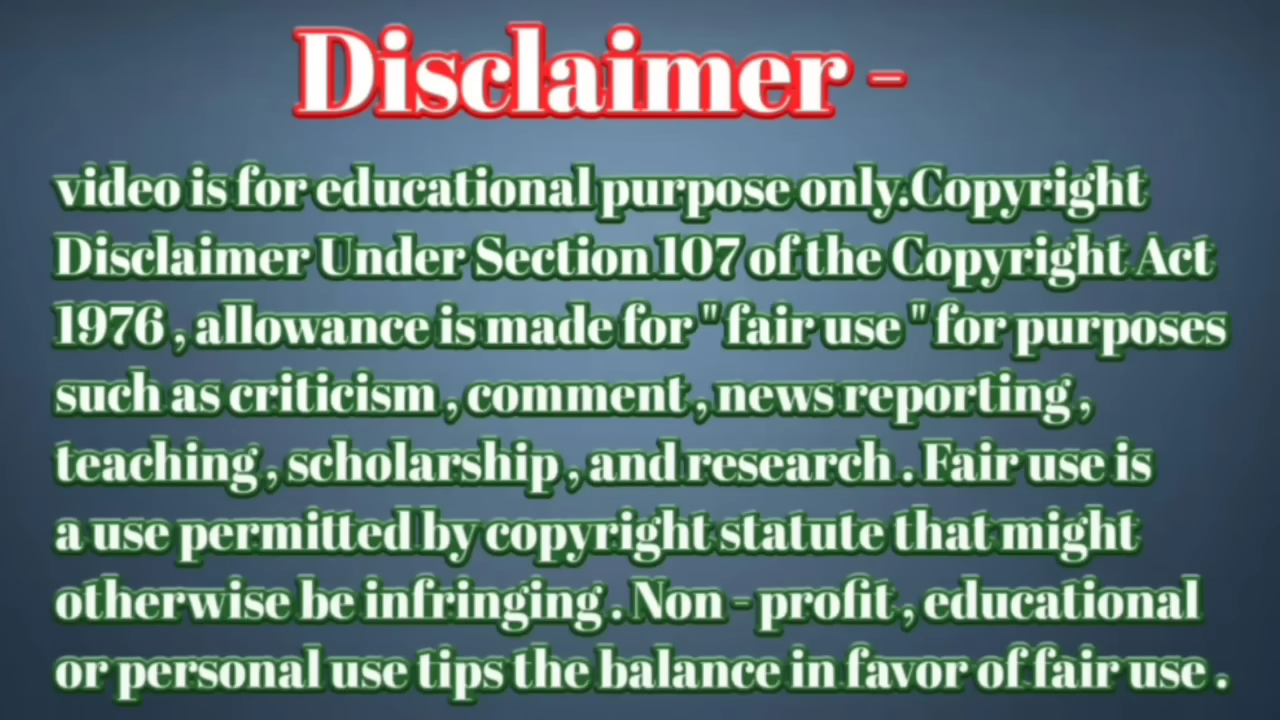 Disclaimer -
video is for educational purpose only.Copyright
Disclaimer Under Section 107 of the Copyright Act
1976 , allowance is made for " fair use " for purposes
such as criticism , comment , news reporting ,
teaching , scholarship , and research . Fair use is
a use permitted by copyright statute that might
otherwise be infringing . Non - profit , educational
or personal use tips the balance in favor of fair use .